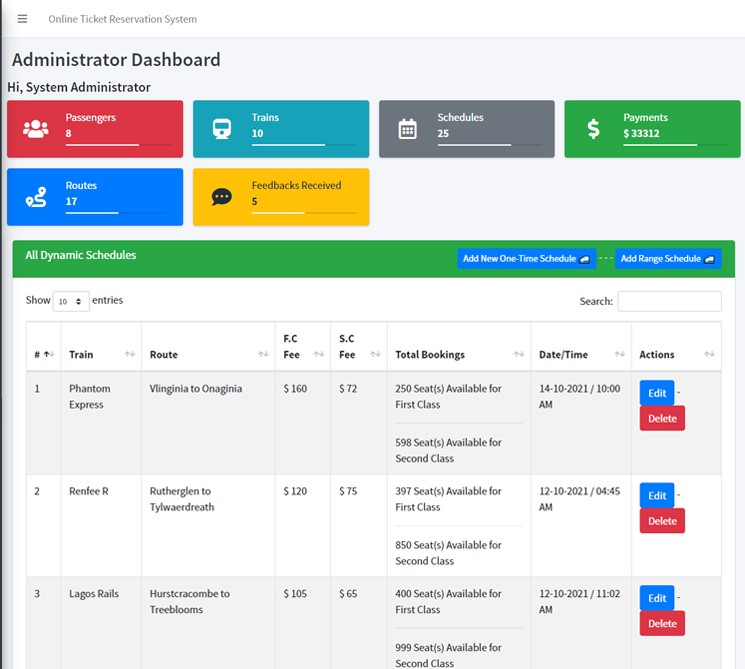 Online Ticket Reservation System
Administrator Dashboard
Hi, System Administrator
Passengers
8
Trains
10
Schedules
25
Payments
$ 33312
Routes
17
Feedbacks Received
5
All Dynamic Schedules
Add New One-Time Schedule
---
Add Range Schedule
Show 10 entries
Search:
#
Train
Route
F.C
Fee
S.C
Fee
Total Bookings
Date/Time
Actions
1
Phantom
Express
Vlinginia to Onaginia
$ 160
$ 72
250 Seat(s) Available for
First Class
598 Seat(s) Available for
Second Class
14-10-2021 / 10:00
AM
Edit -
Delete
2
Renfee R
Rutherglen to
Tylwaerdreath
$ 120
$ 75
397 Seat(s) Available for
First Class
850 Seat(s) Available for
Second Class
12-10-2021 / 04:45
AM
Edit -
Delete
3
Lagos Rails
Hurstcracombe to
Treeblooms
$ 105
$ 65
400 Seat(s) Available for
First Class
999 Seat(s) Available for
Second Class
12-10-2021 / 11:02
AM
Edit -
Delete